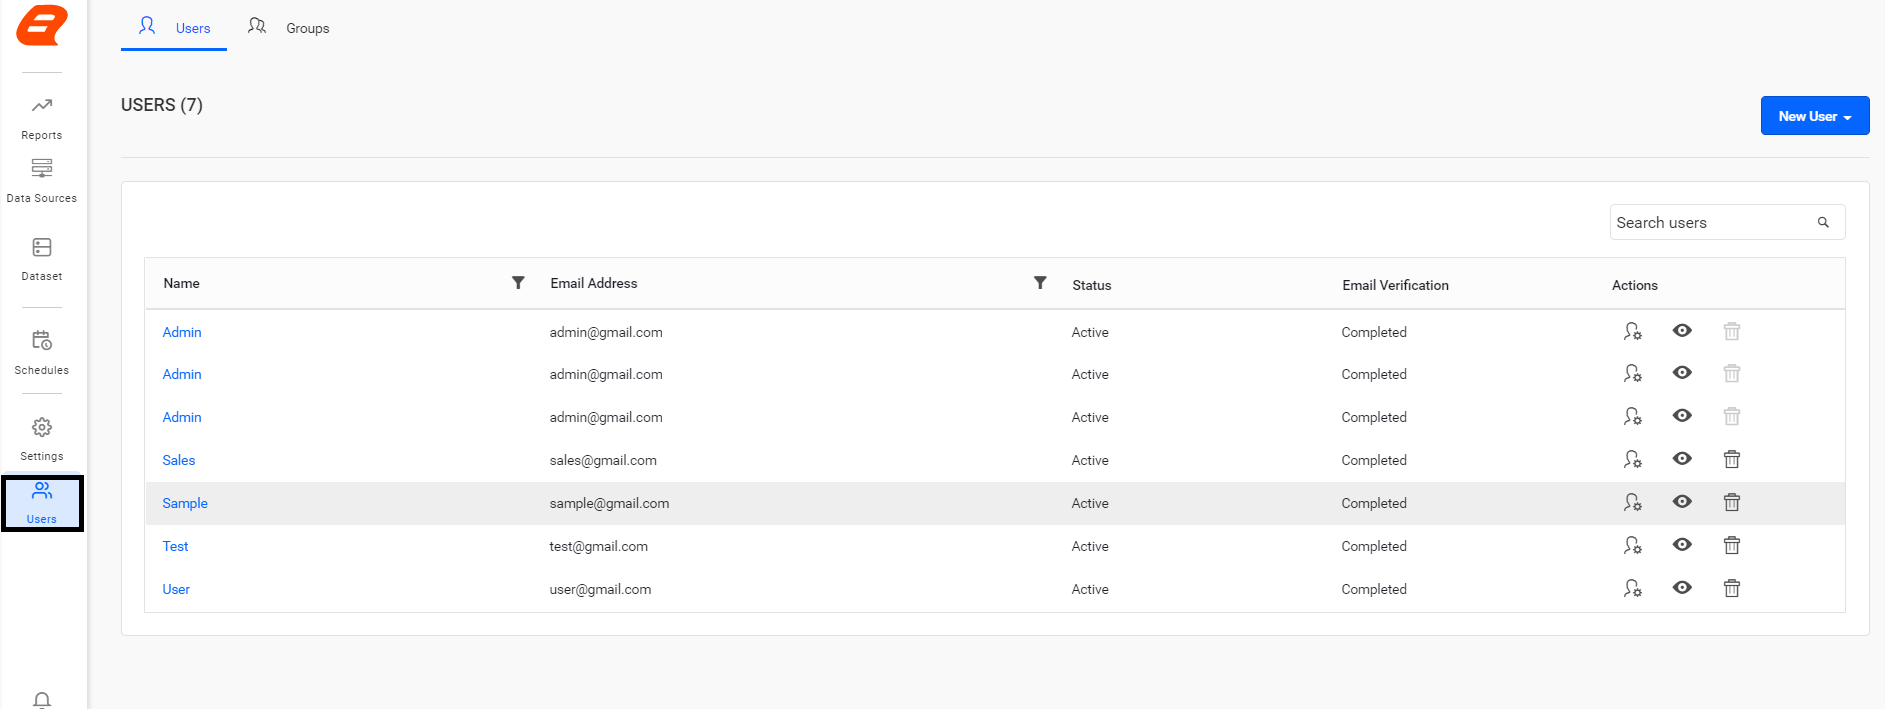 Users
Groups
USERS (7)
New User
Reports
Data Sources
Dataset
Schedules
Settings
Users
Search users
Name Email Address Status Email Verification Actions
Admin admin@gmail.com Active Completed
Admin admin@gmail.com Active Completed
Admin admin@gmail.com Active Completed
Sales sales@gmail.com Active Completed
Sample sample@gmail.com Active Completed
Test test@gmail.com Active Completed
User user@gmail.com Active Completed